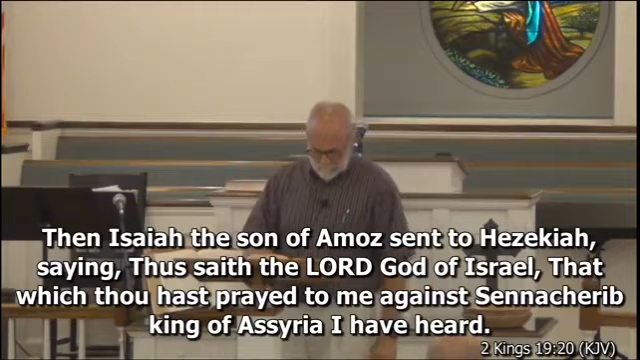 Then Isaiah the son of Amoz sent to Hezekiah,
saying, Thus saith the LORD God of Israel, That
which thou hast prayed to me against Sennacherib
king of Assyria I have heard.
2 Kings 19:20 (KJV)